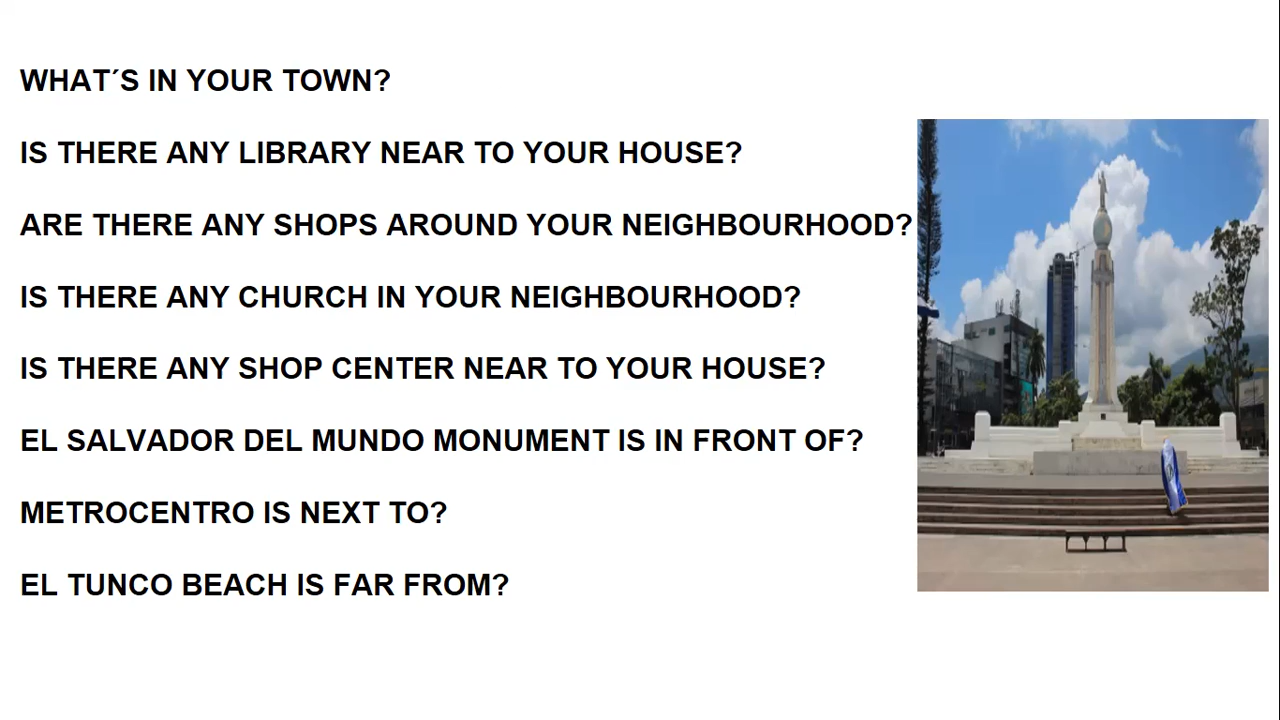 WHAT´S IN YOUR TOWN?
IS THERE ANY LIBRARY NEAR TO YOUR HOUSE?
ARE THERE ANY SHOPS AROUND YOUR NEIGHBOURHOOD?
IS THERE ANY CHURCH IN YOUR NEIGHBOURHOOD?
IS THERE ANY SHOP CENTER NEAR TO YOUR HOUSE?
EL SALVADOR DEL MUNDO MONUMENT IS IN FRONT OF?
METROCENTRO IS NEXT TO?
EL TUNCO BEACH IS FAR FROM?